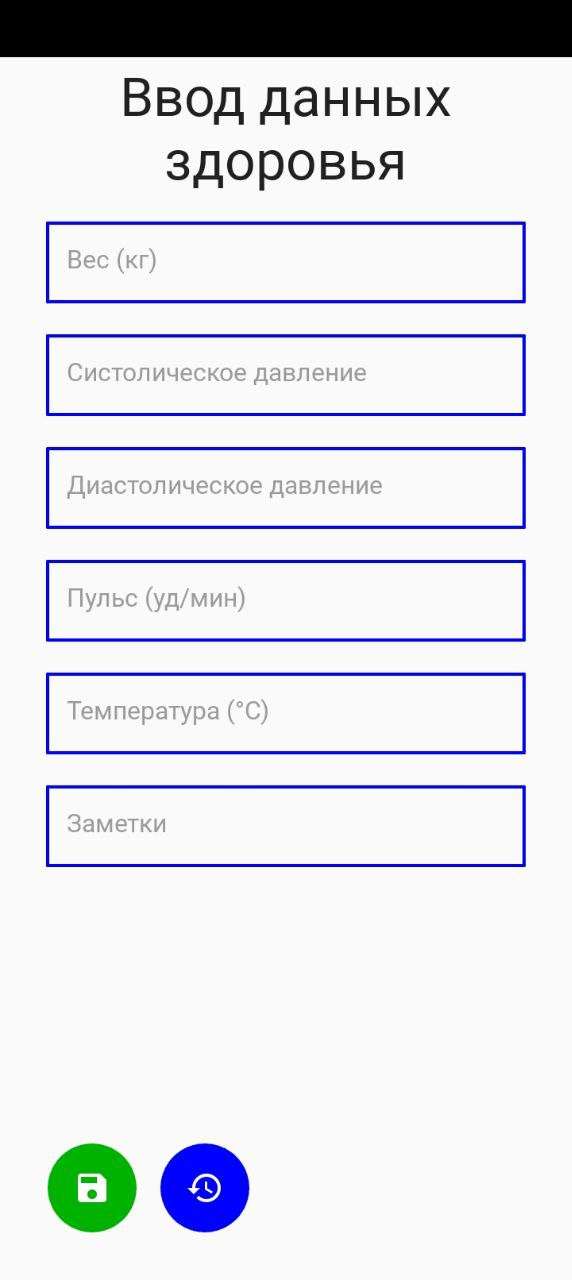 Ввод данных
здоровья
Вес (кг)
Систолическое давление
Диастолическое давление
Пульс (уд/мин)
Температура (°C)
Заметки